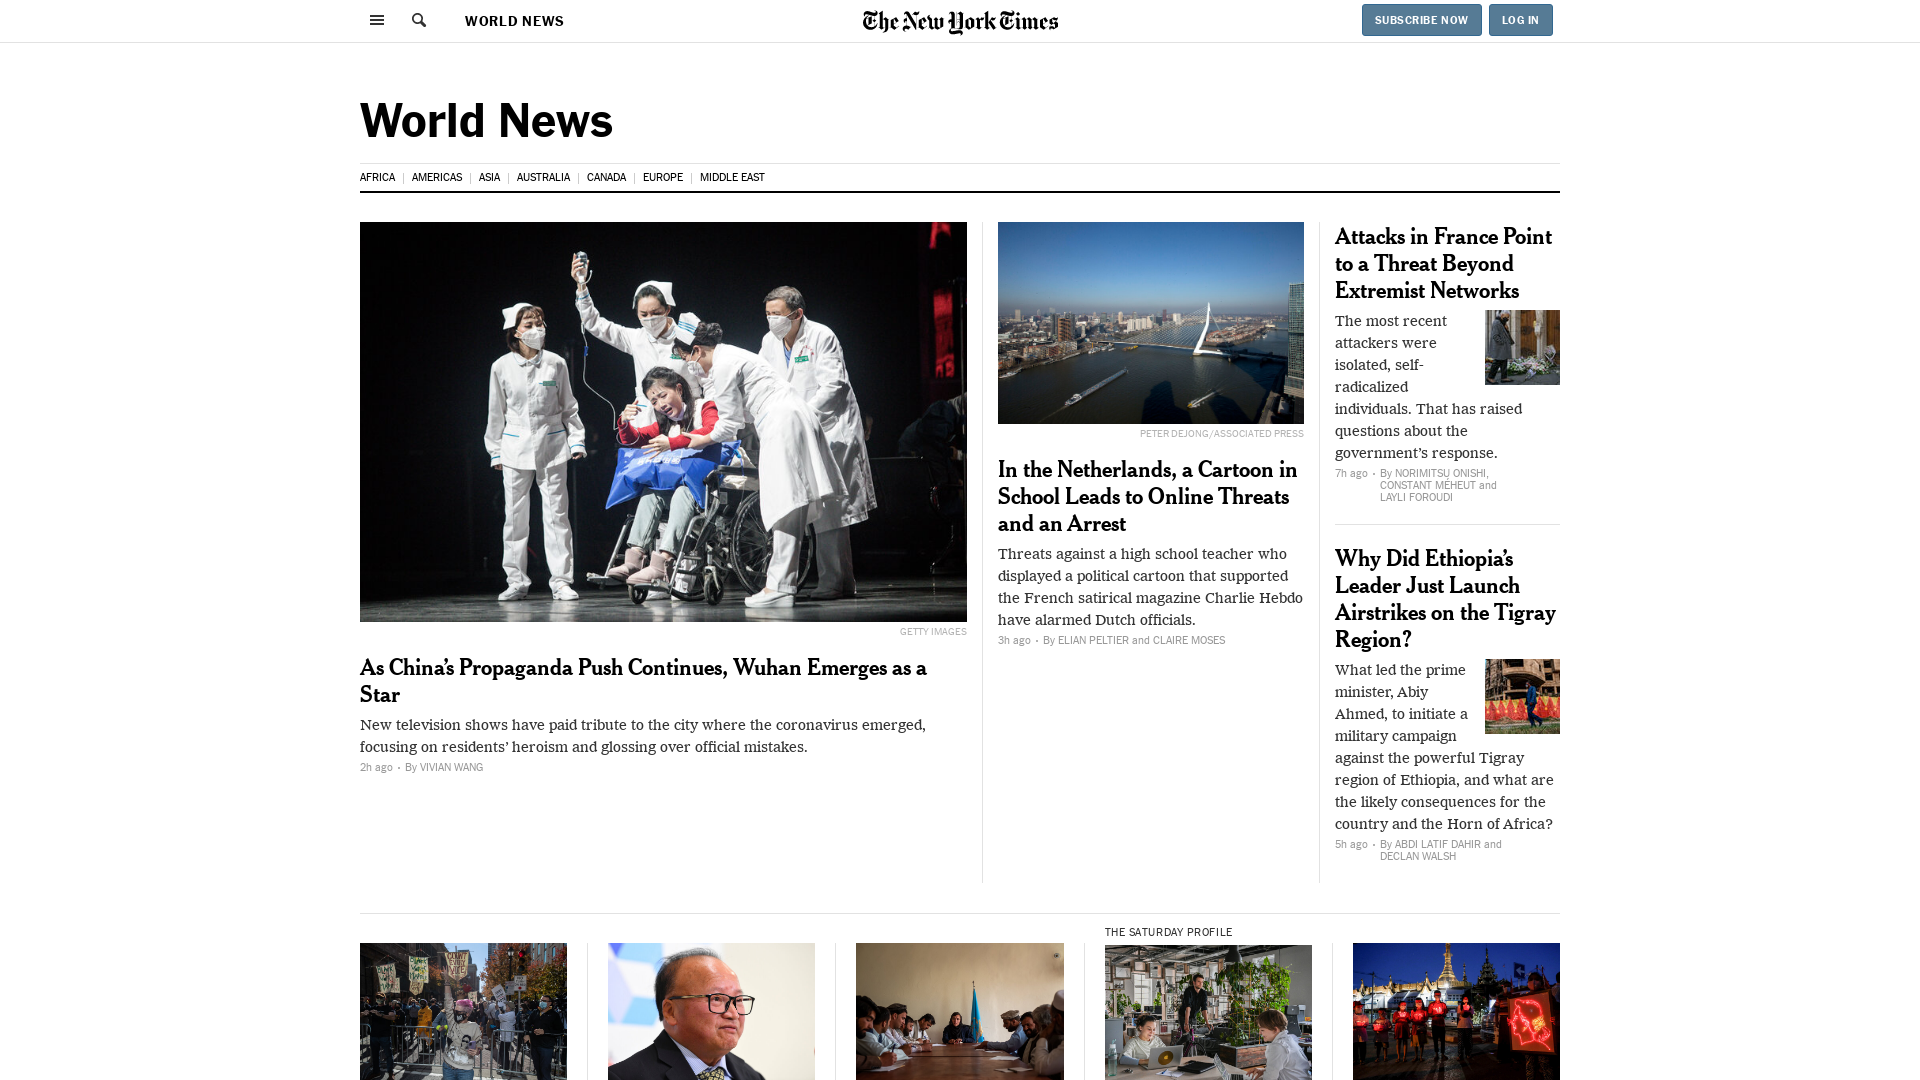 WORLD NEWS
The New York Times
SUBSCRIBE NOW
LOG IN
World News
AFRICA
AMERICAS
ASIA
AUSTRALIA
CANADA
EUROPE
MIDDLE EAST
GETTY IMAGES
As China’s Propaganda Push Continues, Wuhan Emerges as a
Star
New television shows have paid tribute to the city where the coronavirus emerged,
focusing on residents’ heroism and glossing over official mistakes.
2h ago • By VIVIAN WANG
PETER DEJONG/ASSOCIATED PRESS
In the Netherlands, a Cartoon in
School Leads to Online Threats
and an Arrest
Threats against a high school teacher who
displayed a political cartoon that supported
the French satirical magazine Charlie Hebdo
have alarmed Dutch officials.
3h ago • By ELIAN PELTIER and CLAIRE MOSES
Attacks in France Point
to a Threat Beyond
Extremist Networks
The most recent
attackers were
isolated, self-
radicalized
individuals. That has raised
questions about the
government’s response.
7h ago • By NORIMITSU ONISHI,
CONSTANT MÉHEUT and
LAYLI FOROUDI
Why Did Ethiopia’s
Leader Just Launch
Airstrikes on the Tigray
Region?
What led the prime
minister, Abiy
Ahmed, to initiate a
military campaign
against the powerful Tigray
region of Ethiopia, and what are
the likely consequences for the
country and the Horn of Africa?
5h ago • By ABDI LATIF DAHIR and
DECLAN WALSH
THE SATURDAY PROFILE